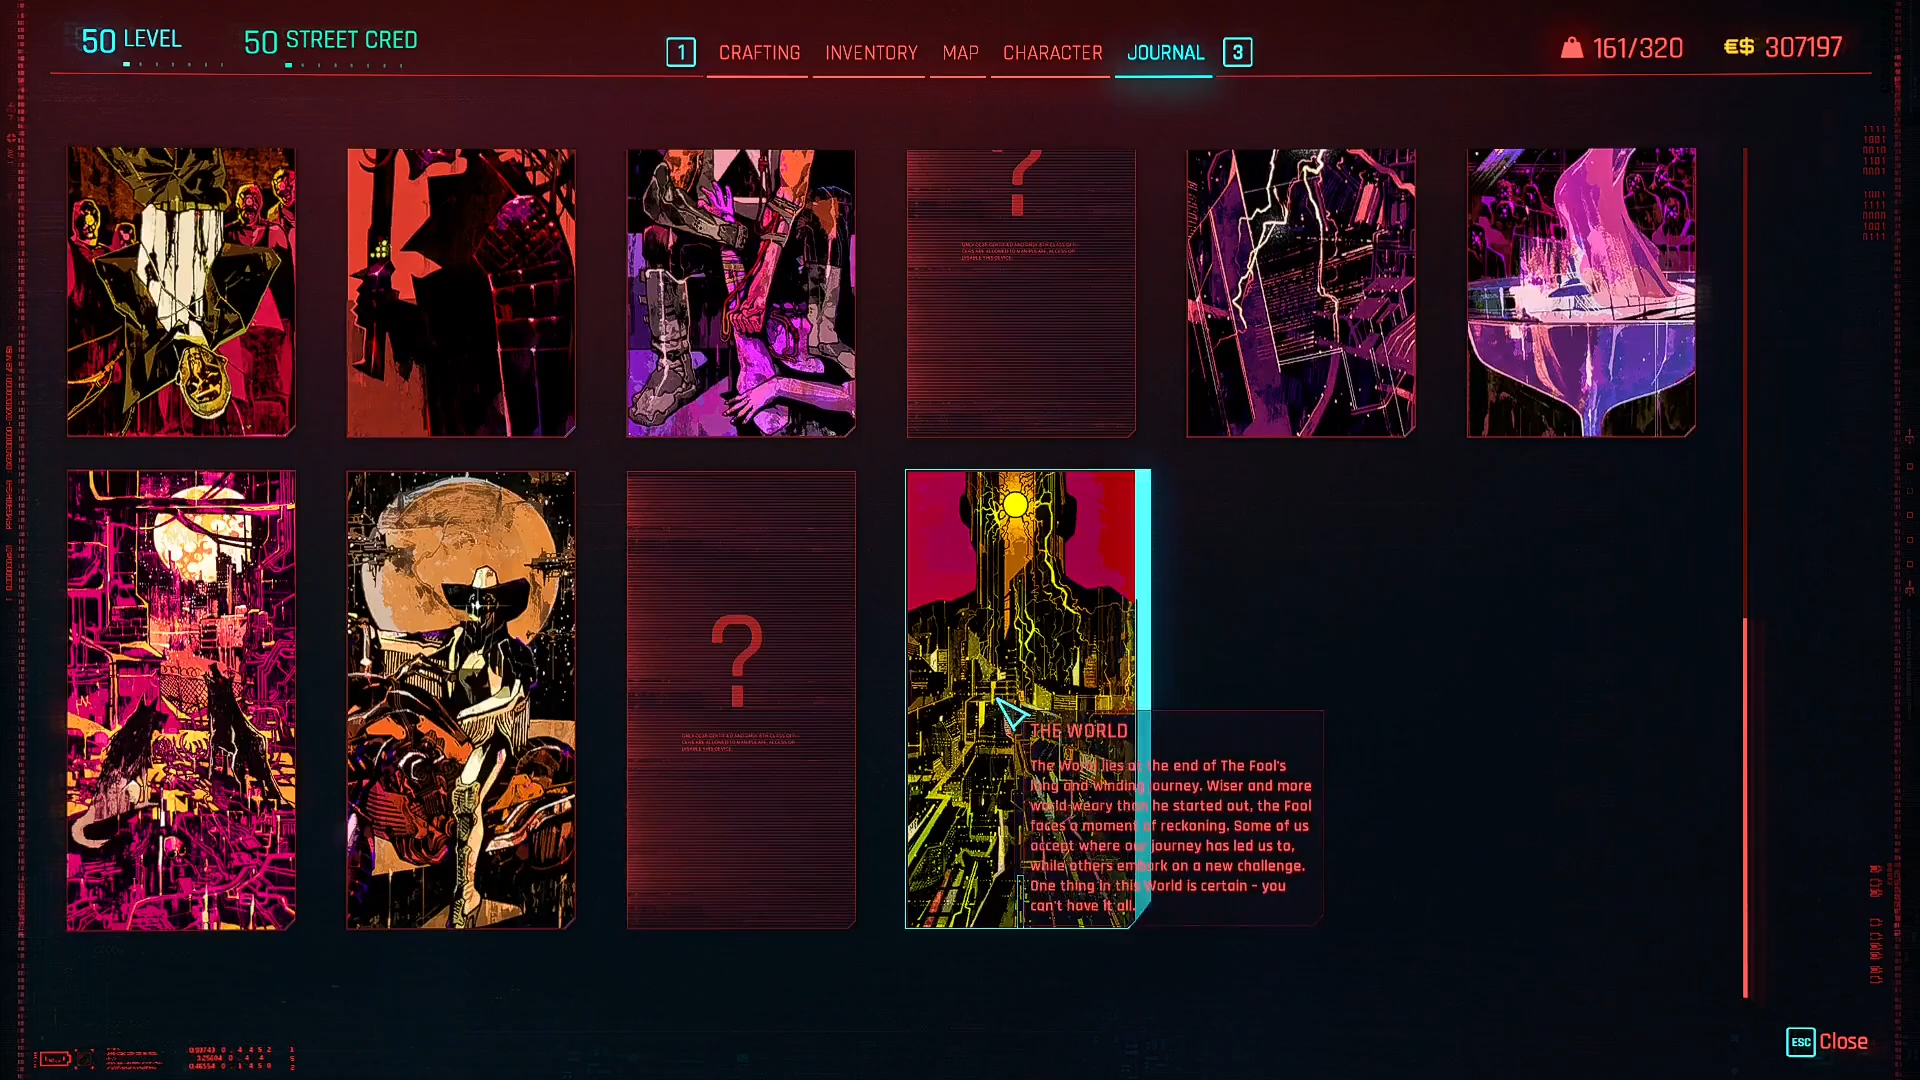 50 LEVEL
50 STREET CRED
1 CRAFTING INVENTORY MAP CHARACTER JOURNAL 3
161/320
€$ 307197
?
?
THE WORLD
The World lies at the end of The Fool's
long and winding journey. Wiser and more
world-weary than he started out, the Fool
faces a moment of reckoning. Some of us
accept where our journey has led us to,
while others embark on a new challenge.
One thing in this World is certain - you
can't have it all.
ESC Close